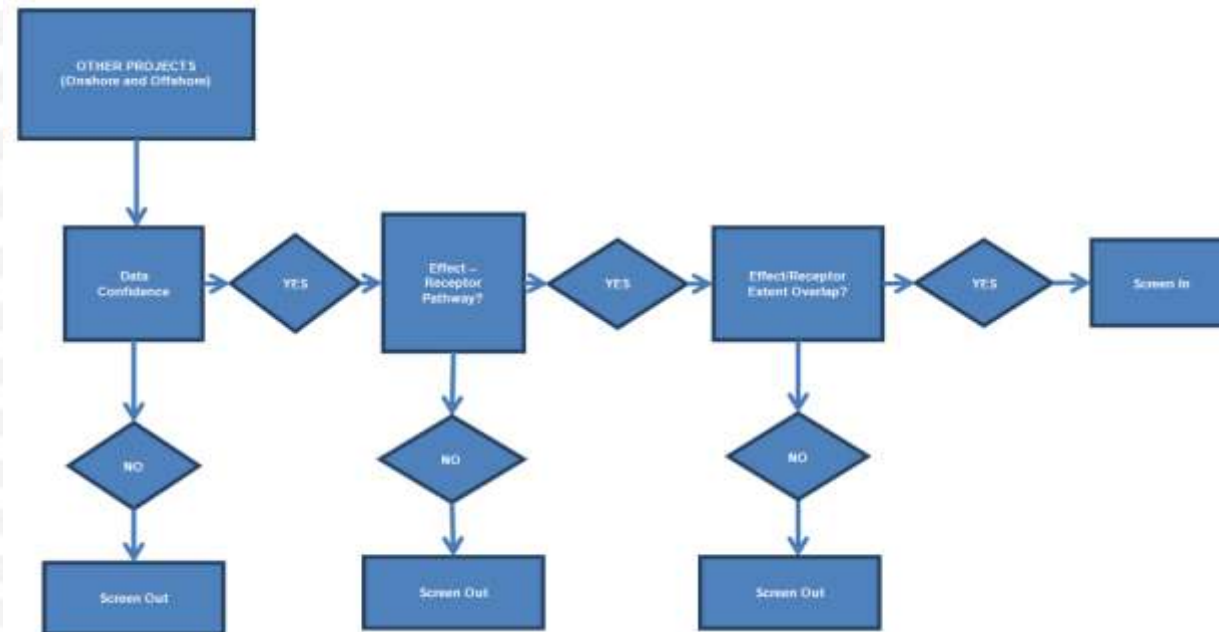 OTHER PROJECTS
(Onshore and Offshore)
Data
Confidence
YES
Effect –
Receptor
Pathway?
YES
Effect/Receptor
Extent Overlap?
YES
Screen In
NO
NO
NO
Screen Out
Screen Out
Screen Out